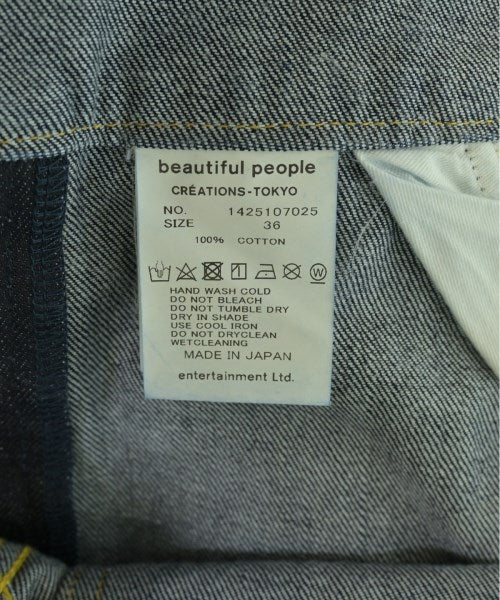 beautiful people
CRÉATIONS-TOKYO
NO. 1425107025
SIZE 36
100% COTTON
HAND WASH COLD
DO NOT BLEACH
DO NOT TUMBLE DRY
DRY IN SHADE
USE COOL IRON
DO NOT DRYCLEAN
WETCLEANING
MADE IN JAPAN
entertainment Ltd.